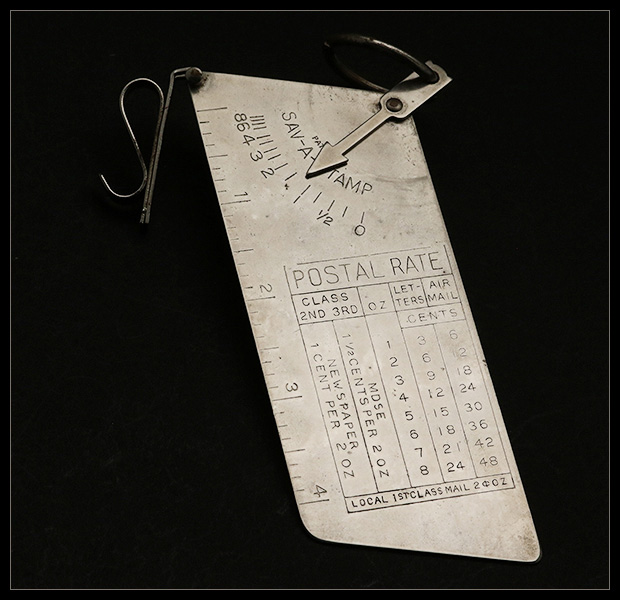 SAV-A-STAMP
PAT
8 6 4 3 2 1/2 0
1
2
3
4
POSTAL RATE
CLASS 2ND 3RD
OZ
LET-TERS
AIR MAIL
CENTS
1 3 6
2 6 12
3 9 18
4 12 24
5 15 30
6 18 36
7 21 42
8 24 48
1 1/2 CENTS PER 2 OZ
MDSE
NEWSPAPER
1 CENT PER 2 OZ
LOCAL 1ST CLASS MAIL 2¢ OZ